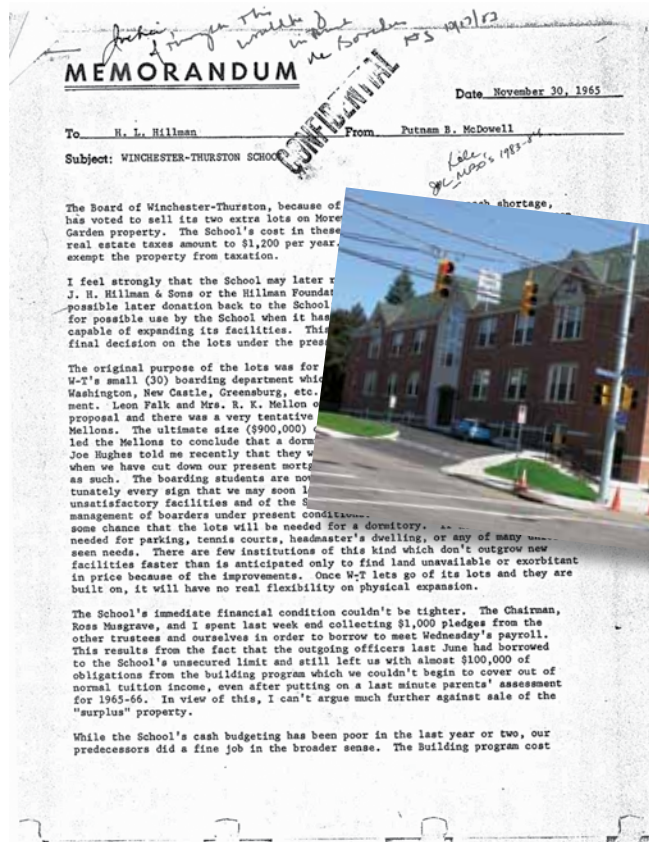 this
MEMORANDUM
CONFIDENTIAL
Date November 30, 1965
To H. L. Hillman From Putnam B. McDowell
Subject: WINCHESTER-THURSTON SCHOOL
1983-84
The Board of Winchester-Thurston, because of cash shortage,
has voted to sell its two extra lots on More
Garden property. The School's cost in these
real estate taxes amount to $1,200 per year.
exempt the property from taxation.
I feel strongly that the School may later r
J. H. Hillman & Sons or the Hillman Foundat
possible later donation back to the School
for possible use by the School when it has
capable of expanding its facilities. This
final decision on the lots under the pres
The original purpose of the lots was for
W-T's small (30) boarding department whic
Washington, New Castle, Greensburg, etc.
ment. Leon Falk and Mrs. R. K. Mellon o
proposal and there was a very tentative
Mellons. The ultimate size ($900,000)
led the Mellons to conclude that a dorm
Joe Hughes told me recently that they w
when we have cut down our present mortg
as such. The boarding students are no
tunately every sign that we may soon l
unsatisfactory facilities and of the S
management of boarders under present condition
some chance that the lots will be needed for a dormitory.
needed for parking, tennis courts, headmaster's dwelling, or any of many
seen needs. There are few institutions of this kind which don't outgrow new
facilities faster than is anticipated only to find land unavailable or exorbitant
in price because of the improvements. Once W-T lets go of its lots and they are
built on, it will have no real flexibility on physical expansion.
The School's immediate financial condition couldn't be tighter. The Chairman,
Ross Musgrave, and I spent last week end collecting $1,000 pledges from the
other trustees and ourselves in order to borrow to meet Wednesday's payroll.
This results from the fact that the outgoing officers last June had borrowed
to the School's unsecured limit and still left us with almost $100,000 of
obligations from the building program which we couldn't begin to cover out of
normal tuition income, even after putting on a last minute parents' assessment
for 1965-66. In view of this, I can't argue much further against sale of the
"surplus" property.
While the School's cash budgeting has been poor in the last year or two, our
predecessors did a fine job in the broader sense. The Building program cost